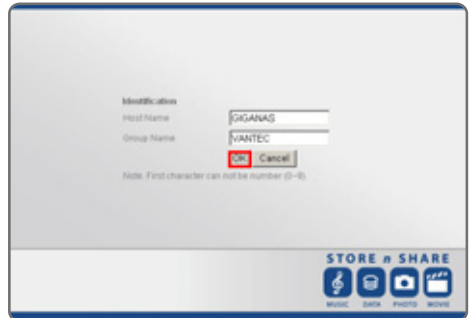 Identification
Host Name GIGANAS
Group Name VANTEC
OK Cancel
Note. First character can not be number (0~9).
STORE n SHARE
MUSIC DATA PHOTO MOVIE